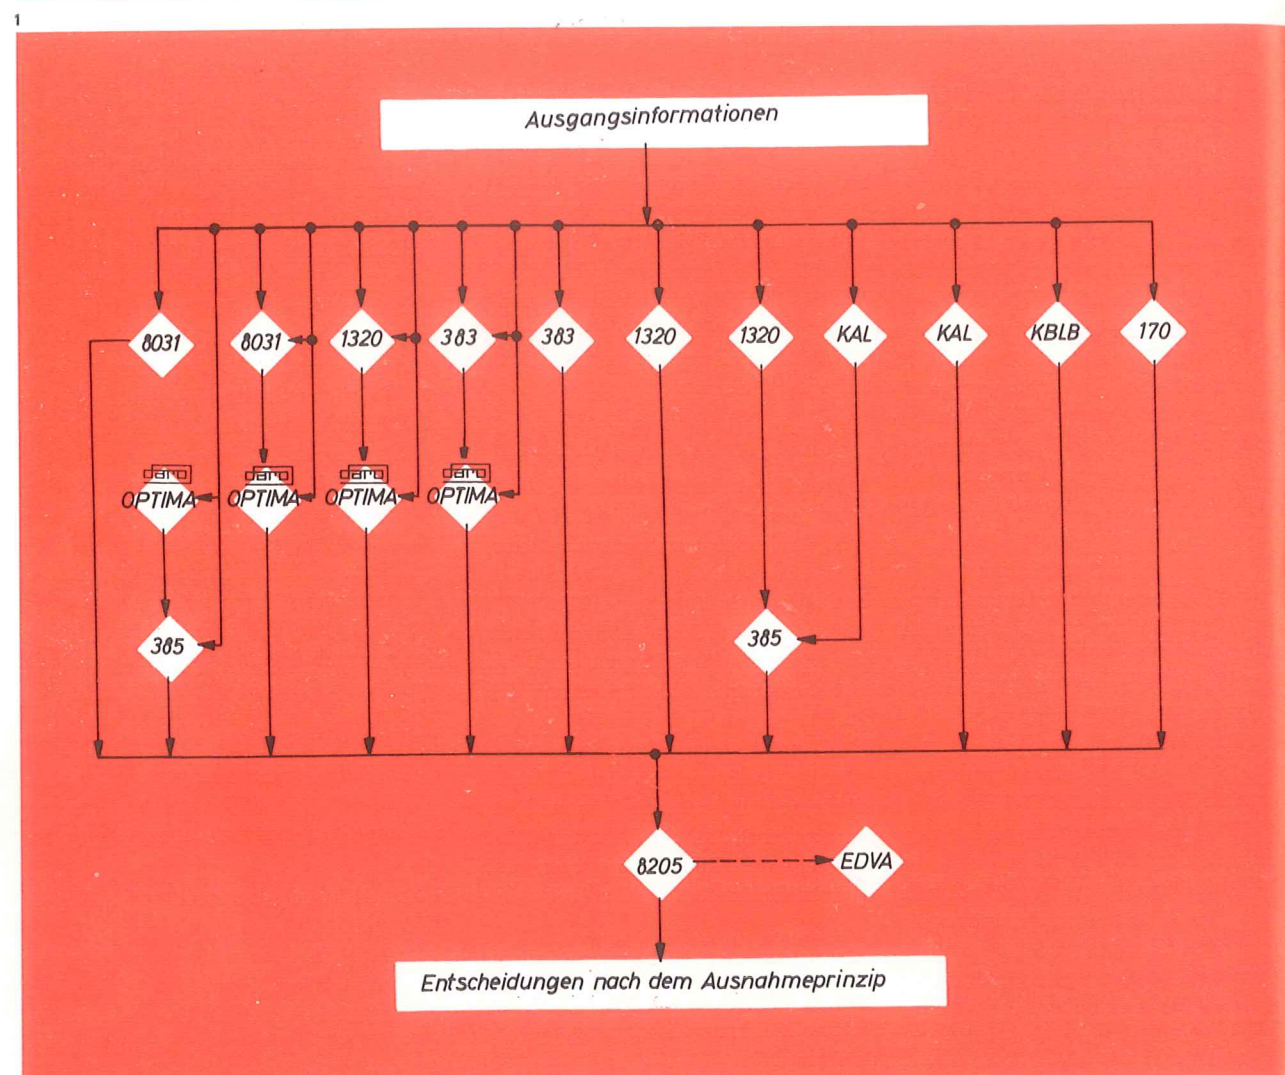 1
Ausgangsinformationen
8031 8031 1320 383 383 1320 1320 KAL KAL KBLB 170
daro daro daro daro
OPTIMA OPTIMA OPTIMA OPTIMA
385 385
8205 EDVA
Entscheidungen nach dem Ausnahmeprinzip